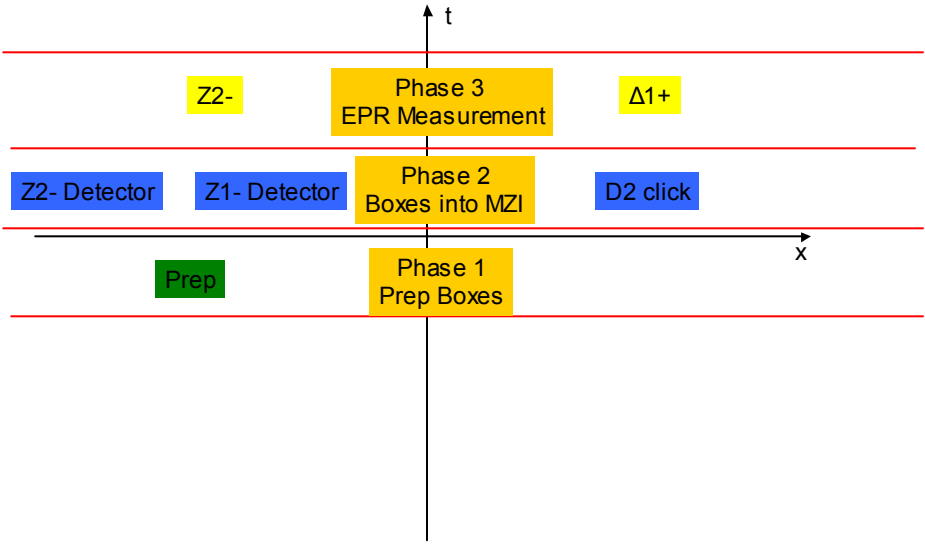 t
Z2-
Phase 3
EPR Measurement
Δ1+
Z2- Detector
Z1- Detector
Phase 2
Boxes into MZI
D2 click
x
Prep
Phase 1
Prep Boxes